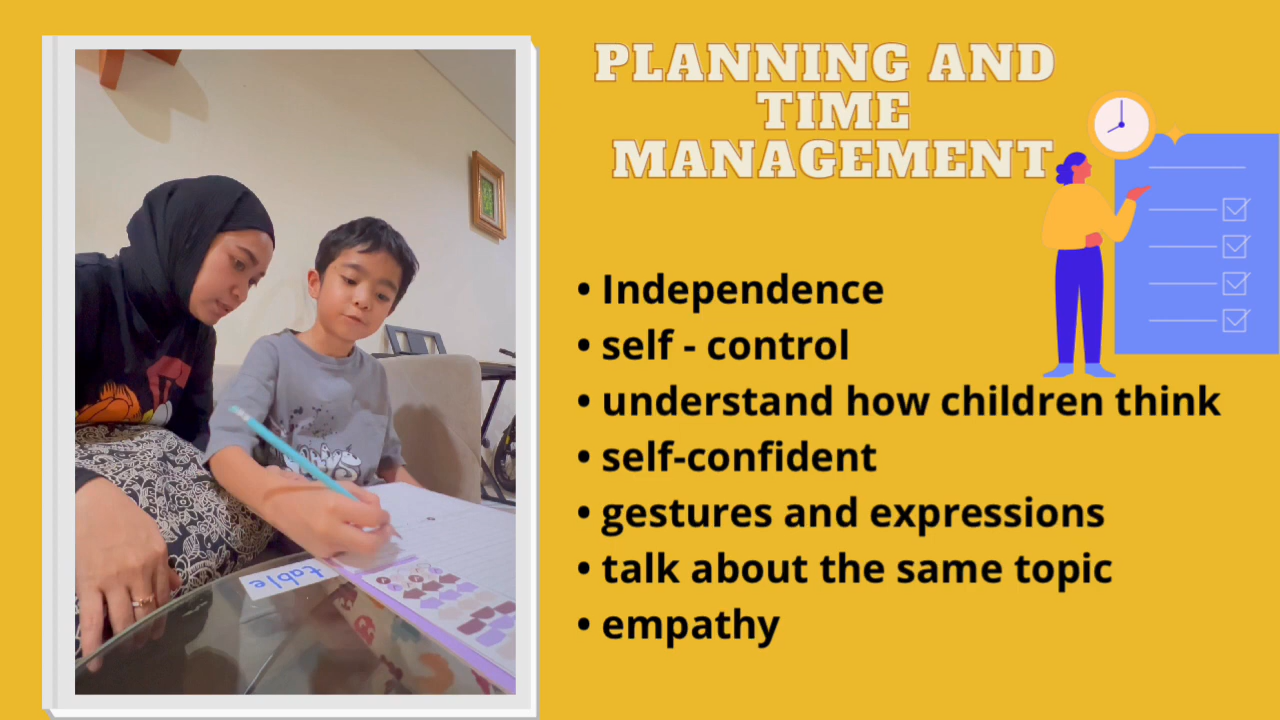 PLANNING AND
TIME
MANAGEMENT
• Independence
• self - control
• understand how children think
• self-confident
• gestures and expressions
• talk about the same topic
• empathy
table